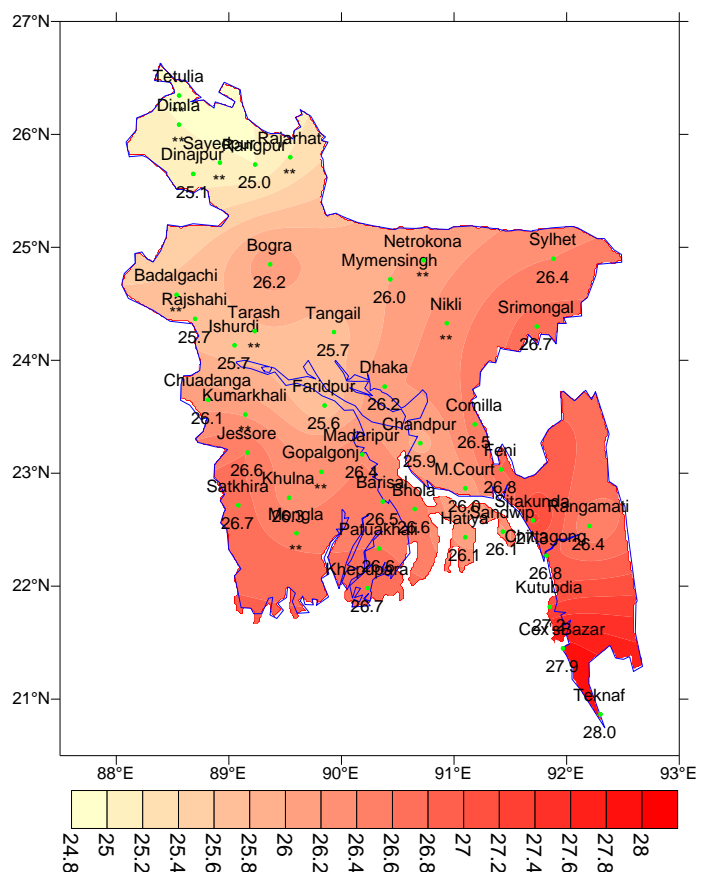 27°N
26°N
25°N
24°N
23°N
22°N
21°N
Tetulia
**
Dimla
**
Sayedpur
**
Rangpur
25.0
Rajarhat
**
Dinajpur
25.1
Bogra
26.2
Netrokona
**
Sylhet
26.4
Mymensingh
26.0
Badalgachi
**
Rajshahi
25.7
Tarash
**
Tangail
25.7
Nikli
**
Srimongal
26.7
Ishurdi
25.7
Dhaka
26.2
Chuadanga
26.1
Kumarkhali
**
Faridpur
25.6
Comilla
26.5
Chandpur
25.9
Jessore
26.6
Madaripur
26.4
Gopalgonj
**
Feni
26.8
M.Court
Satkhira
26.7
Khulna
26.3
Barisal
26.5
Bhola
26.6
Sitakunda
Rangamati
26.4
Mongla
**
Hatiya
26.1
Sandwip
26.1
Patuakhali
26.6
Chittagong
26.8
Khepupara
26.7
Kutubdia
27.2
Cox'sBazar
27.9
Teknaf
28.0
88°E
89°E
90°E
91°E
92°E
93°E
24.8
25
25.2
25.4
25.6
25.8
26
26.2
26.4
26.6
26.8
27
27.2
27.4
27.6
27.8
28